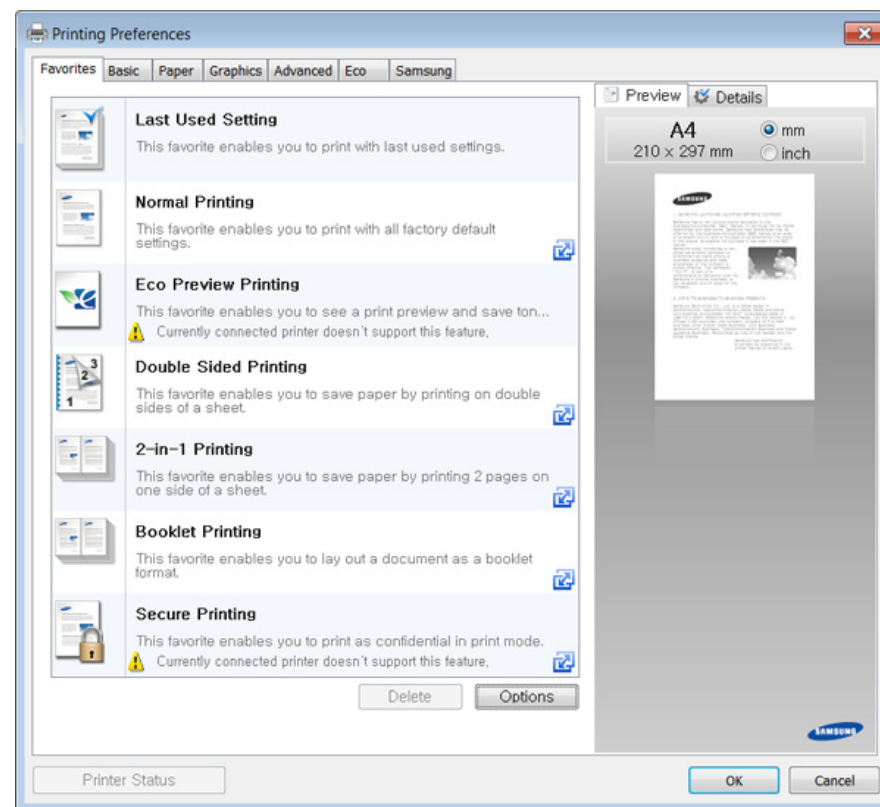 Printing Preferences
Favorites Basic Paper Graphics Advanced Eco Samsung
Last Used Setting
This favorite enables you to print with last used settings.
Normal Printing
This favorite enables you to print with all factory default
settings.
Eco Preview Printing
This favorite enables you to see a print preview and save ton...
Currently connected printer doesn't support this feature,
Double Sided Printing
This favorite enables you to save paper by printing on double
sides of a sheet.
2-in-1 Printing
This favorite enables you to save paper by printing 2 pages on
one side of a sheet.
Booklet Printing
This favorite enables you to lay out a document as a booklet
format.
Secure Printing
This favorite enables you to print as confidential in print mode.
Currently connected printer doesn't support this feature,
Delete Options
Preview Details
A4 mm
210 x 297 mm inch
SAMSUNG
SAMSUNG
Printer Status OK Cancel
1
2
3